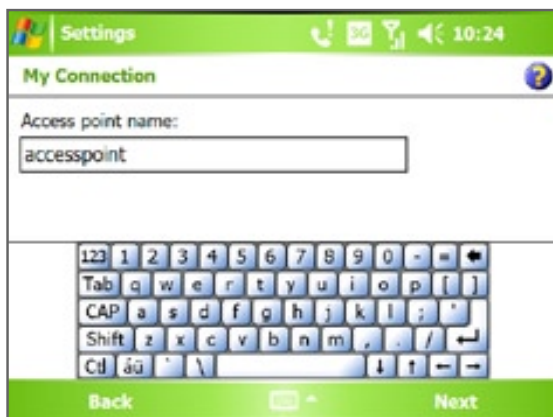 Settings 3G 10:24
My Connection ?
Access point name:
accesspoint
123 1 2 3 4 5 6 7 8 9 0 - = 
Tab q w e r t y u i o p [ ]
CAP a s d f g h j k l ; '
Shift z x c v b n m , . /
Ctl áü ` \
Back Next